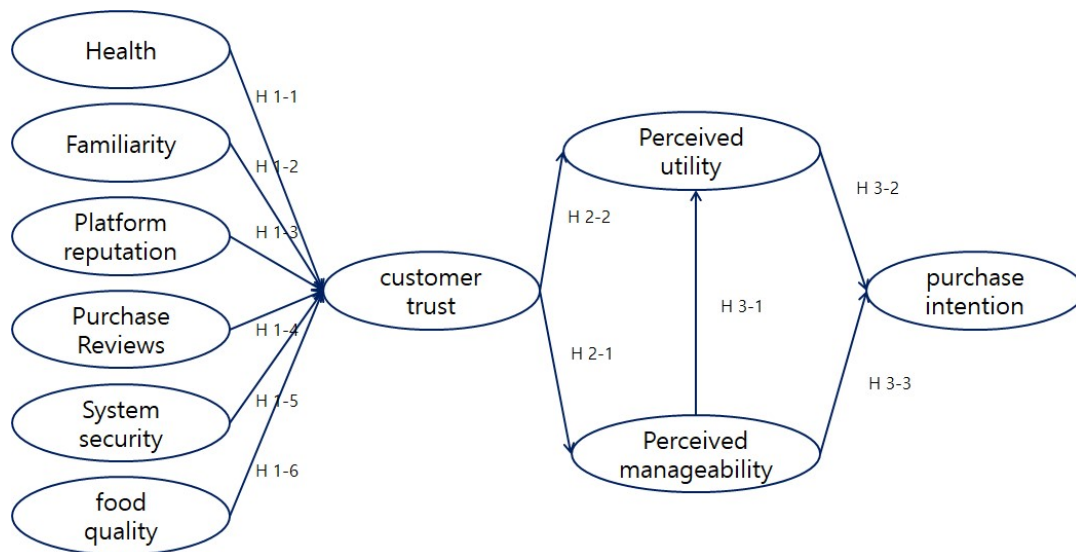 Health
H 1-1
Familiarity
H 1-2
Platform
reputation
H 1-3
Purchase
Reviews
H 1-4
System
security
H 1-5
food
quality
H 1-6
customer
trust
H 2-2
H 2-1
Perceived
utility
H 3-1
Perceived
manageability
H 3-2
H 3-3
purchase
intention